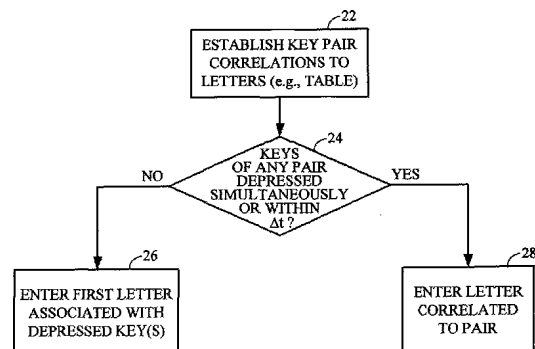 22
ESTABLISH KEY PAIR
CORRELATIONS TO
LETTERS (e.g., TABLE)
24
KEYS
OF ANY PAIR
DEPRESSED
SIMULTANEOUSLY
OR WITHIN
Δt ?
NO
YES
26
ENTER FIRST LETTER
ASSOCIATED WITH
DEPRESSED KEY(S)
28
ENTER LETTER
CORRELATED
TO PAIR